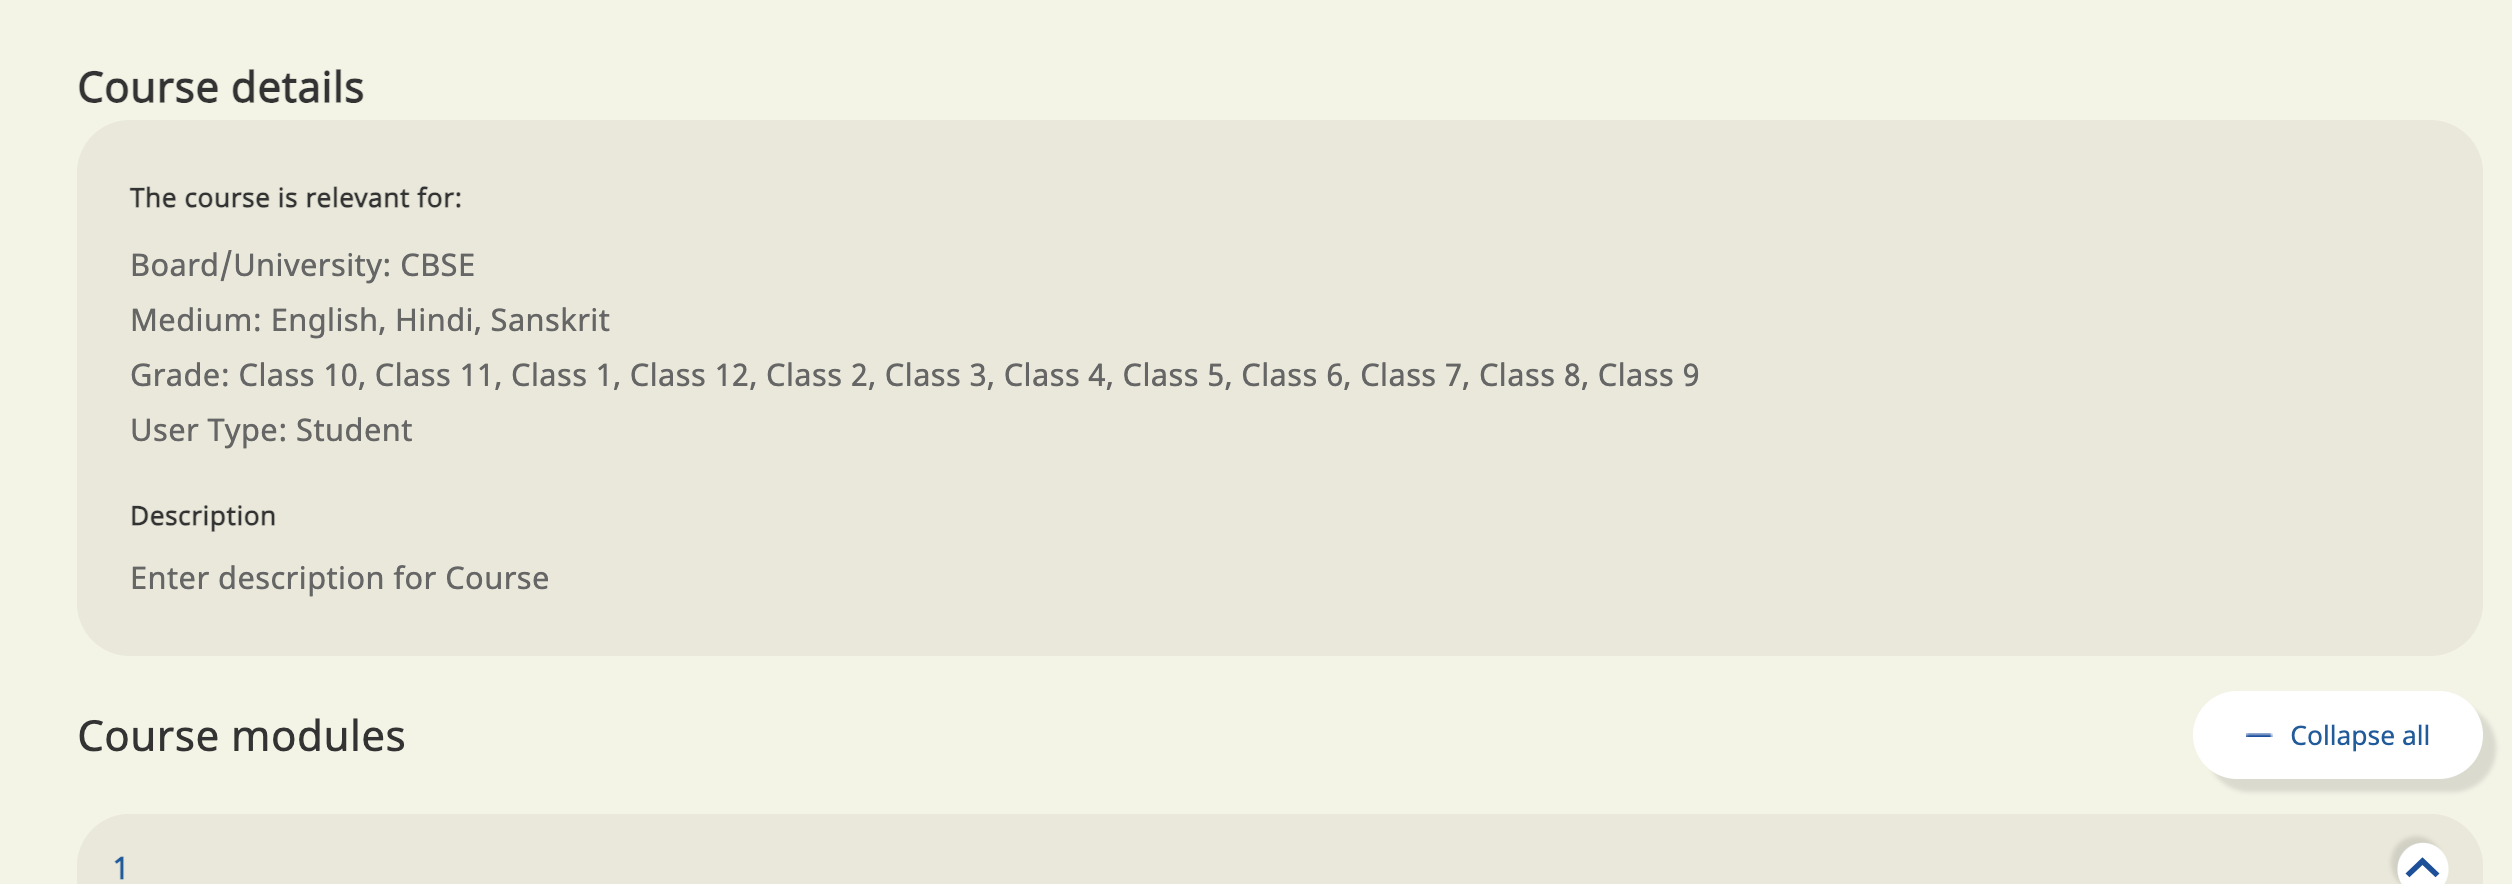 Course details
The course is relevant for:
Board/University: CBSE
Medium: English, Hindi, Sanskrit
Grade: Class 10, Class 11, Class 1, Class 12, Class 2, Class 3, Class 4, Class 5, Class 6, Class 7, Class 8, Class 9
User Type: Student
Description
Enter description for Course
Course modules
Collapse all
1